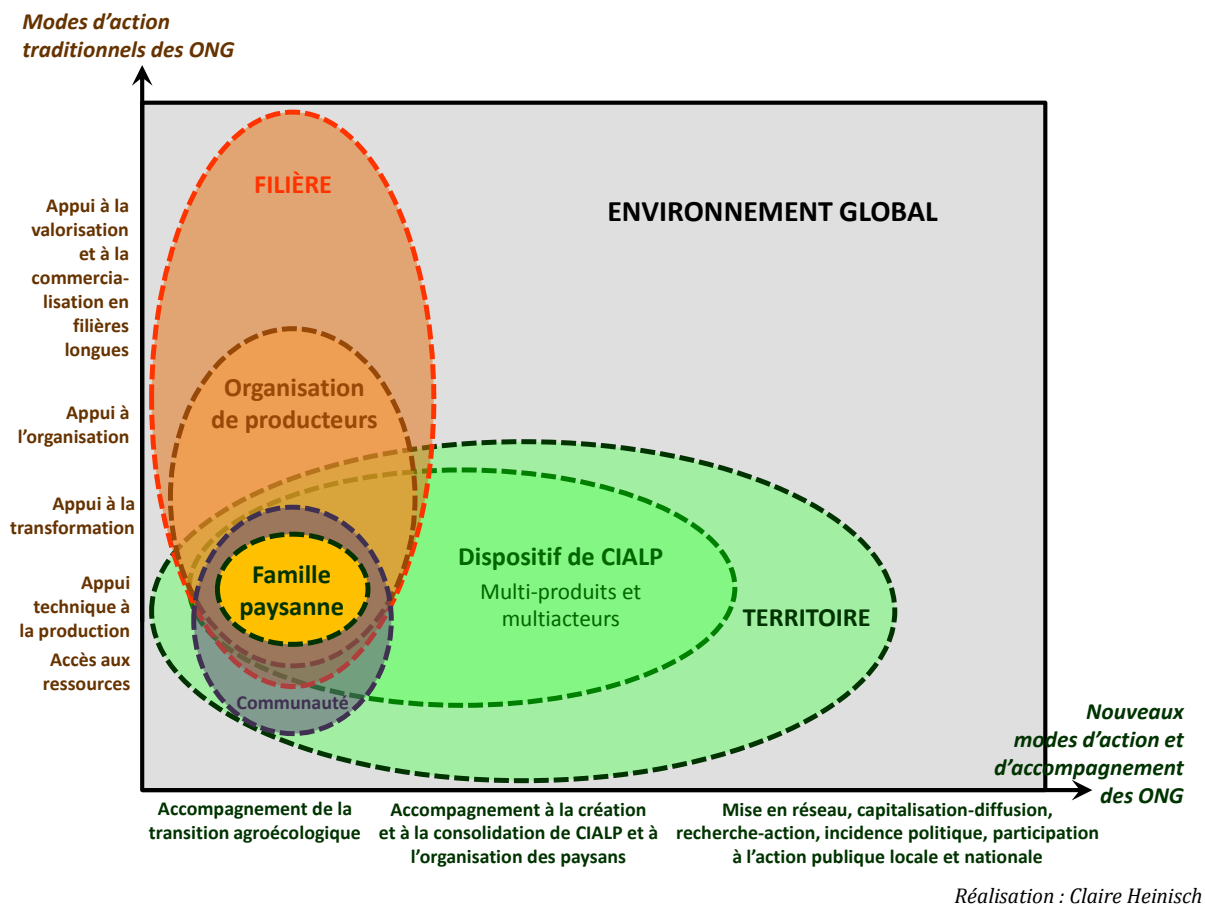 Modes d'action
traditionnels des ONG
FILIÈRE
ENVIRONNEMENT GLOBAL
Appui à la
valorisation
et à la
commercia-
lisation en
filières
longues
Organisation
de producteurs
Appui à
l'organisation
Appui à la
transformation
Dispositif de CIALP
Multi-produits et
multiacteurs
Famille
paysanne
TERRITOIRE
Appui
technique à
la production
Accès aux
ressources
Communauté
Nouveaux
modes d'action et
d'accompagnement
des ONG
Accompagnement de la
transition agroécologique
Accompagnement à la création
et à la consolidation de CIALP et à
l'organisation des paysans
Mise en réseau, capitalisation-diffusion,
recherche-action, incidence politique, participation
à l'action publique locale et nationale
Réalisation : Claire Heinisch